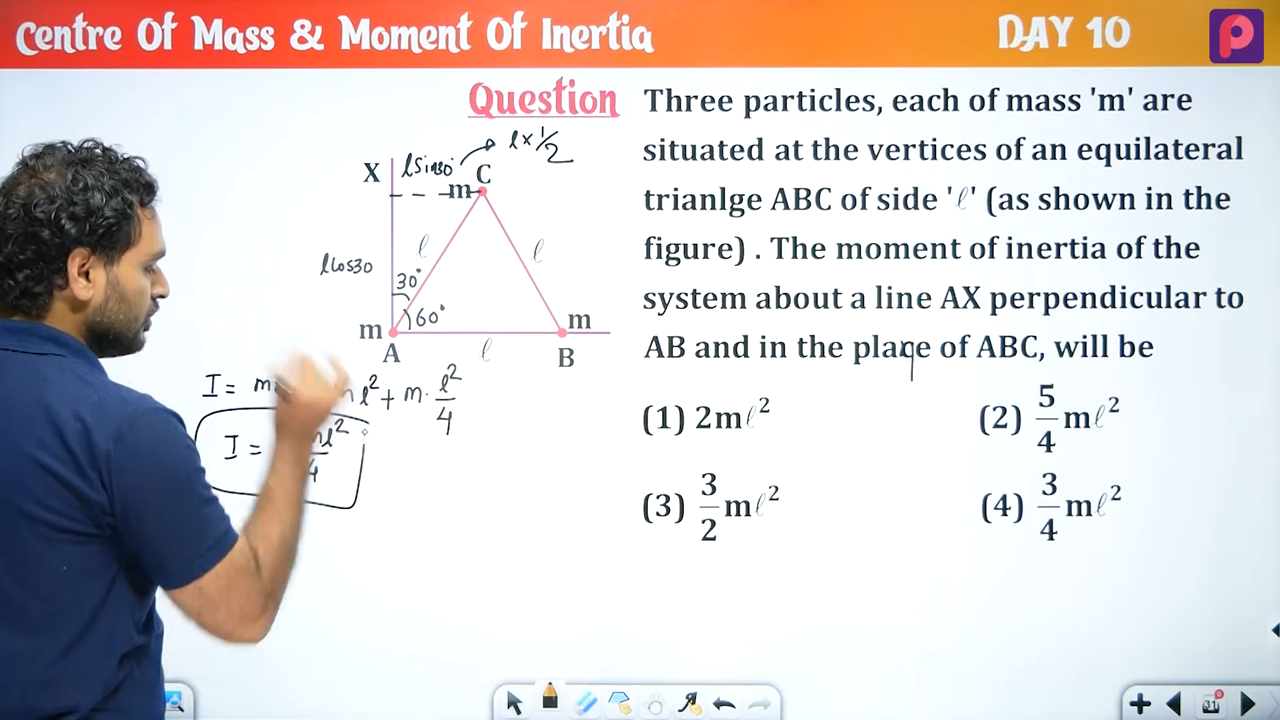 Centre Of Mass & Moment Of Inertia
DAY 10
Question
Three particles, each of mass 'm' are
situated at the vertices of an equilateral
trianlge ABC of side 'ℓ' (as shown in the
figure) . The moment of inertia of the
system about a line AX perpendicular to
AB and in the plane of ABC, will be
(1) 2mℓ²
(2) 5/4 mℓ²
(3) 3/2 mℓ²
(4) 3/4 mℓ²
X
lsin30°
l×1/2
C
m
ℓ
ℓ
lcos30
30°
60°
m
m
A
ℓ
B
I = m
l² + m. l²/4
I =
l²
4
31